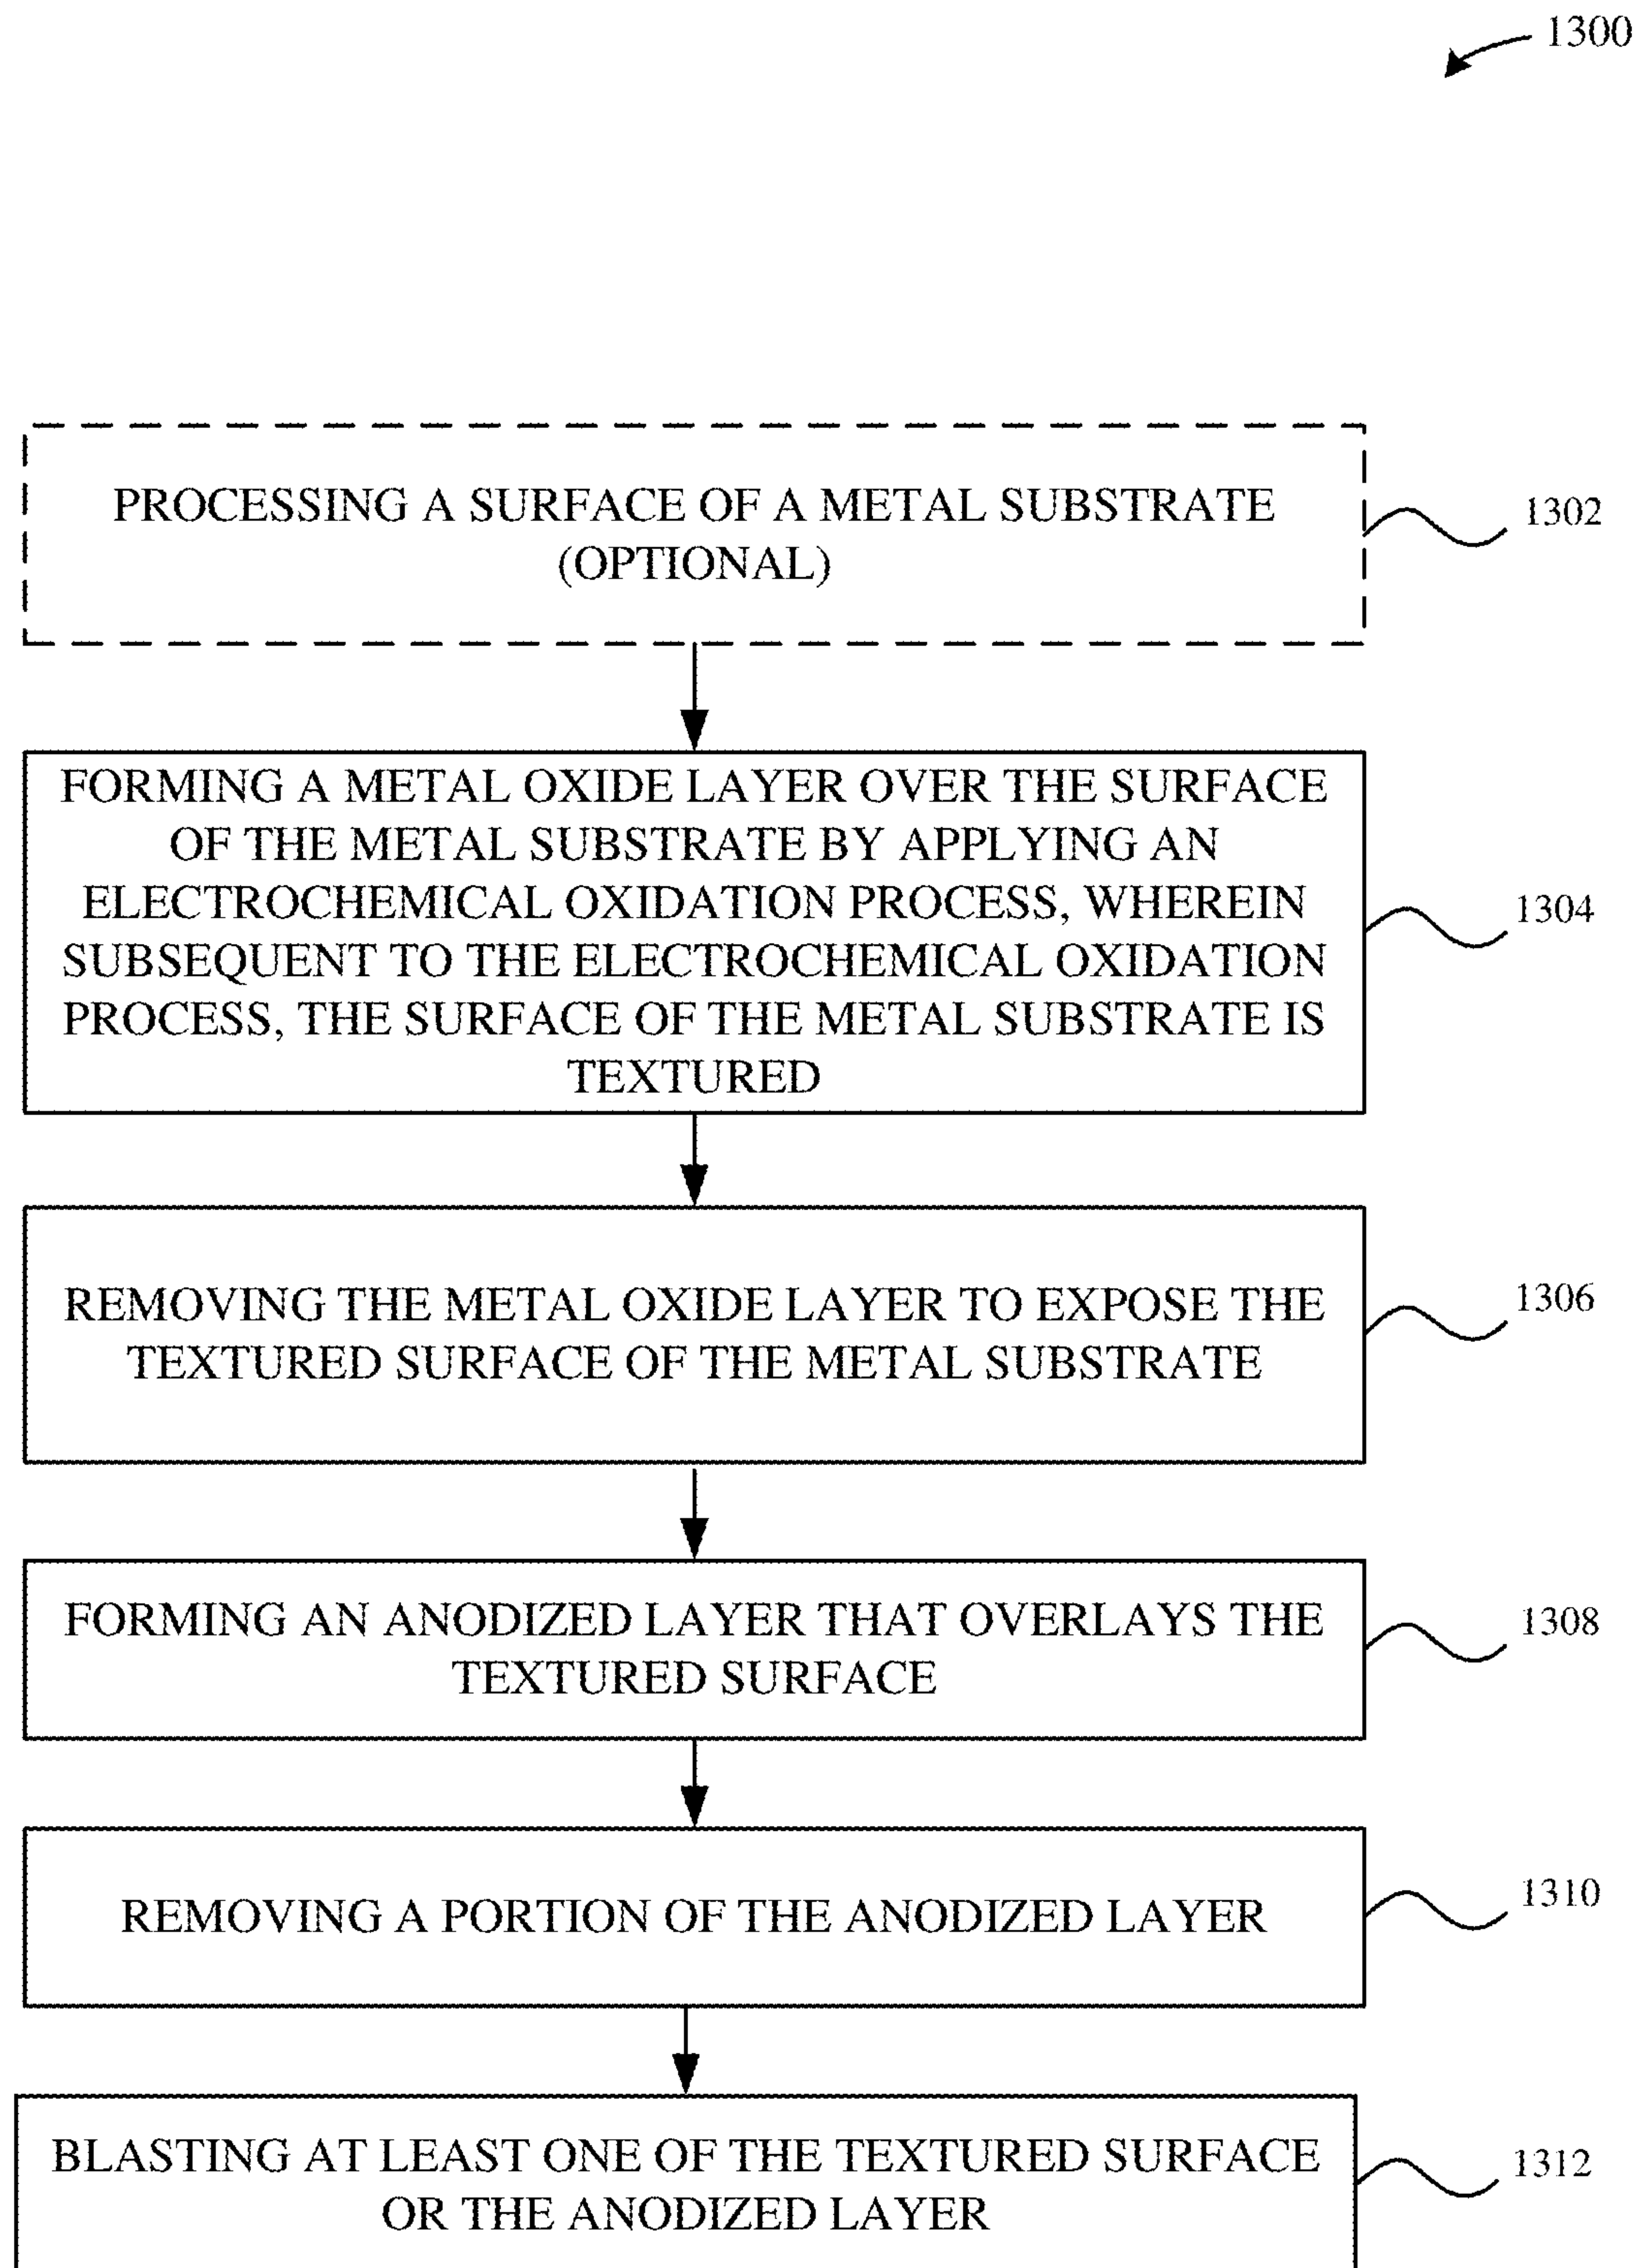 1300
PROCESSING A SURFACE OF A METAL SUBSTRATE
(OPTIONAL)
1302
FORMING A METAL OXIDE LAYER OVER THE SURFACE
OF THE METAL SUBSTRATE BY APPLYING AN
ELECTROCHEMICAL OXIDATION PROCESS, WHEREIN
SUBSEQUENT TO THE ELECTROCHEMICAL OXIDATION
PROCESS, THE SURFACE OF THE METAL SUBSTRATE IS
TEXTURED
1304
REMOVING THE METAL OXIDE LAYER TO EXPOSE THE
TEXTURED SURFACE OF THE METAL SUBSTRATE
1306
FORMING AN ANODIZED LAYER THAT OVERLAYS THE
TEXTURED SURFACE
1308
REMOVING A PORTION OF THE ANODIZED LAYER
1310
BLASTING AT LEAST ONE OF THE TEXTURED SURFACE
OR THE ANODIZED LAYER
1312